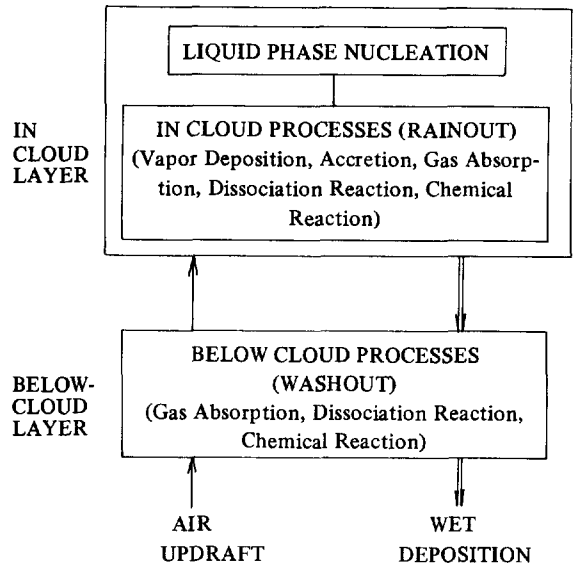 LIQUID PHASE NUCLEATION
IN
CLOUD
LAYER
IN CLOUD PROCESSES (RAINOUT)
(Vapor Deposition, Accretion, Gas Absorp-
tion, Dissociation Reaction, Chemical
Reaction)
BELOW-
CLOUD
LAYER
BELOW CLOUD PROCESSES
(WASHOUT)
(Gas Absorption, Dissociation Reaction,
Chemical Reaction)
AIR
UPDRAFT
WET
DEPOSITION